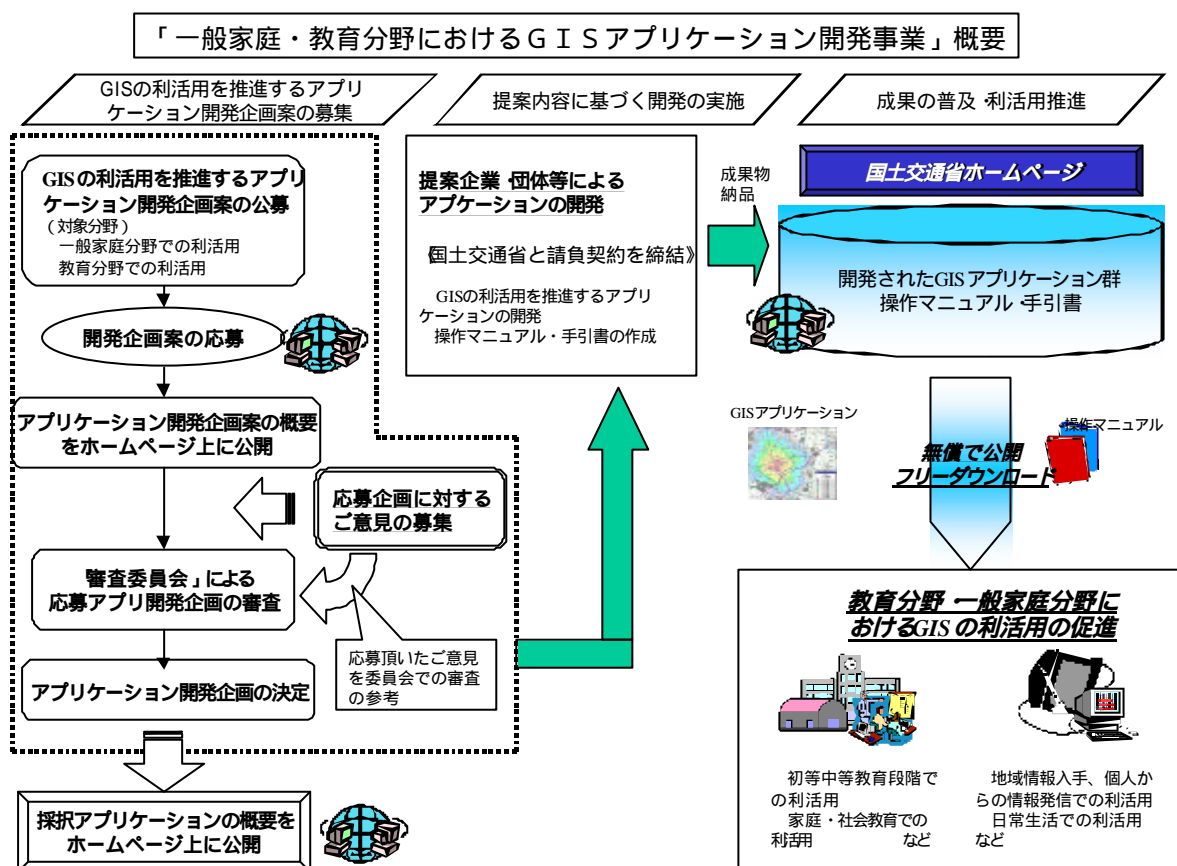 「一般家庭・教育分野におけるＧＩＳアプリケーション開発事業」概要
GISの利活用を推進するアプリ
ケーション開発企画案の募集
提案内容に基づく開発の実施
成果の普及・利活用推進
GISの利活用を推進するアプリ
ケーション開発企画案の公募
（対象分野）
一般家庭分野での利活用
教育分野での利活用
開発企画案の応募
アプリケーション開発企画案の概要
をホームページ上に公開
応募企画に対する
ご意見の募集
「審査委員会」による
応募アプリ開発企画の審査
応募頂いたご意見
を委員会での審査
の参考
アプリケーション開発企画の決定
採択アプリケーションの概要を
ホームページ上に公開
提案企業・団体等による
アプケーションの開発
《国土交通省と請負契約を締結》
GISの利活用を推進するアプリ
ケーションの開発
操作マニュアル・手引書の作成
成果物
納品
国土交通省ホームページ
開発されたGISアプリケーション群
操作マニュアル・手引書
GISアプリケーション
操作マニュアル
無償で公開
フリーダウンロード
教育分野・一般家庭分野に
おけるGISの利活用の促進
初等中等教育段階で
の利活用
家庭・社会教育での
利活用　など
地域情報入手、個人か
らの情報発信での利活用
日常生活での利活用
など